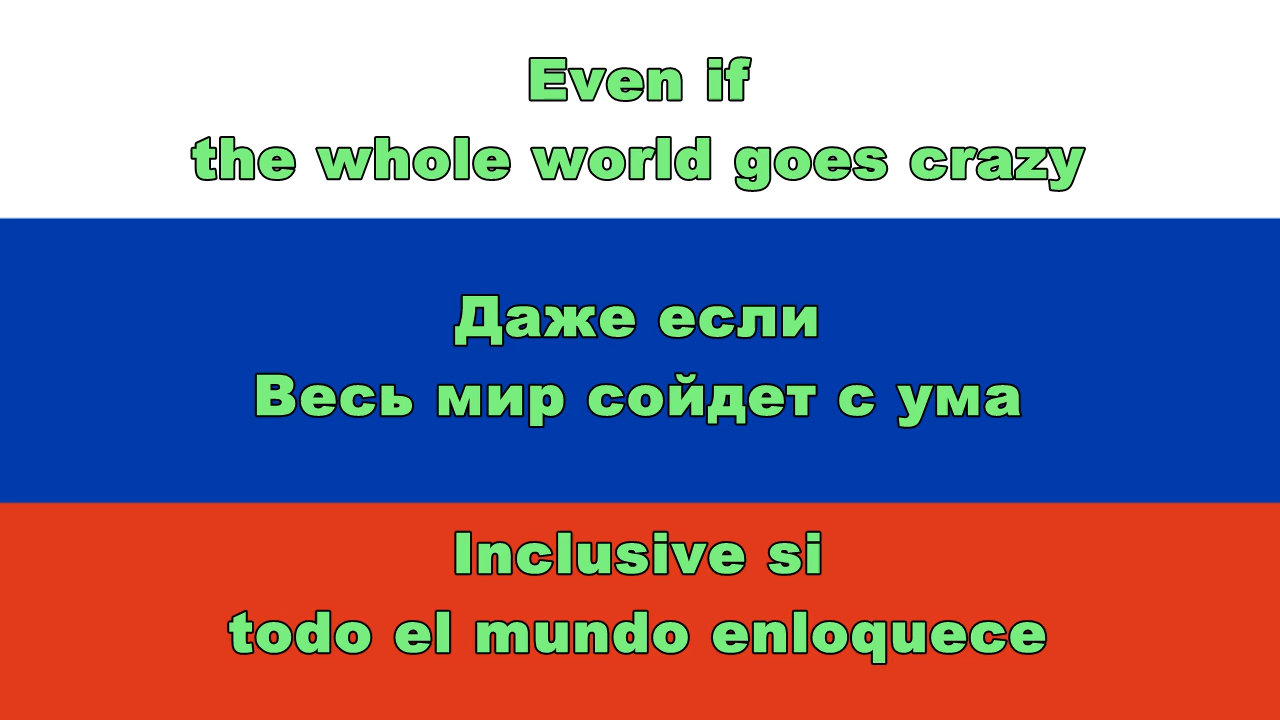 Even if
the whole world goes crazy
Даже если
Весь мир сойдет с ума
Inclusive si
todo el mundo enloquece